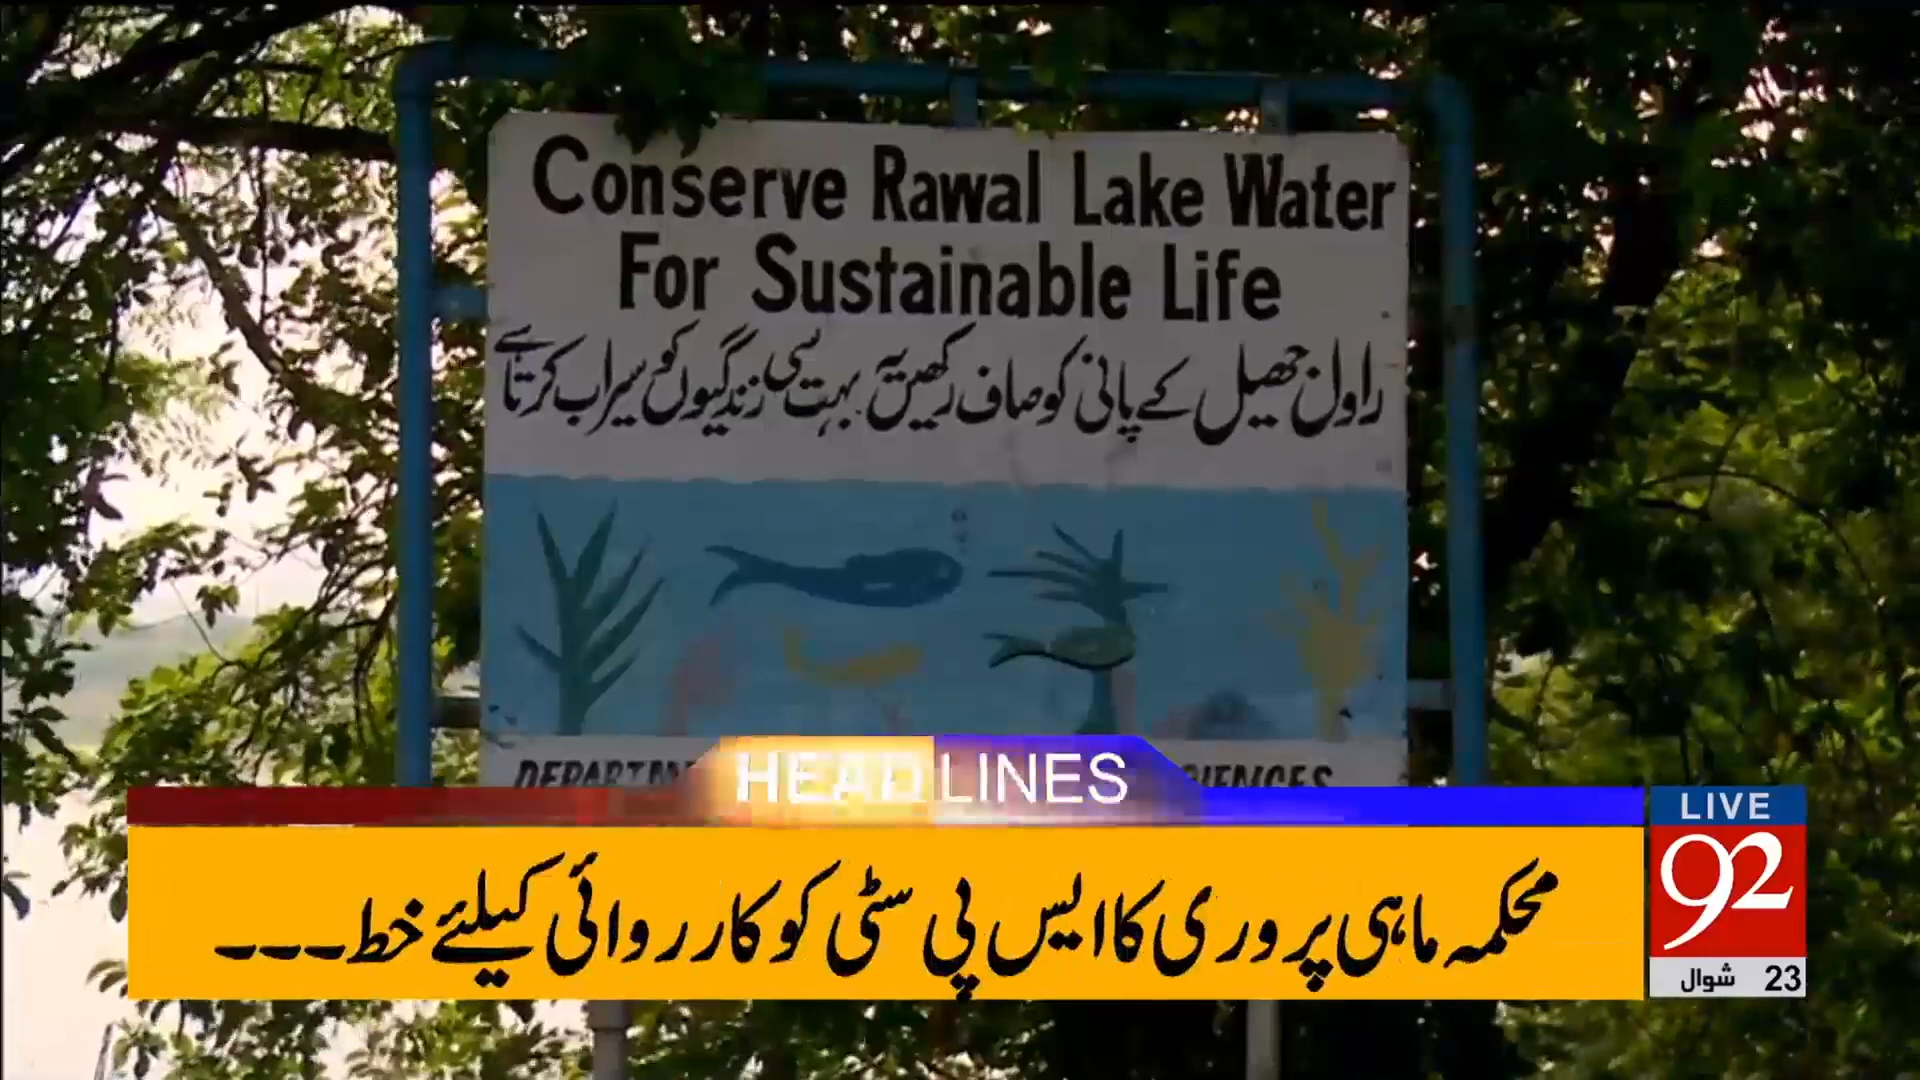 Conserve Rawal Lake Water
For Sustainable Life
راول جھیل کے پانی کو صاف رکھیں یہ بہت سی زندگیوں کو سیراب کرتا ہے
HEADLINES
LIVE
92
محکمہ ماہی پروری کا ایس پی سٹی کو کارروائی کیلئے خط۔۔۔
23 شوال